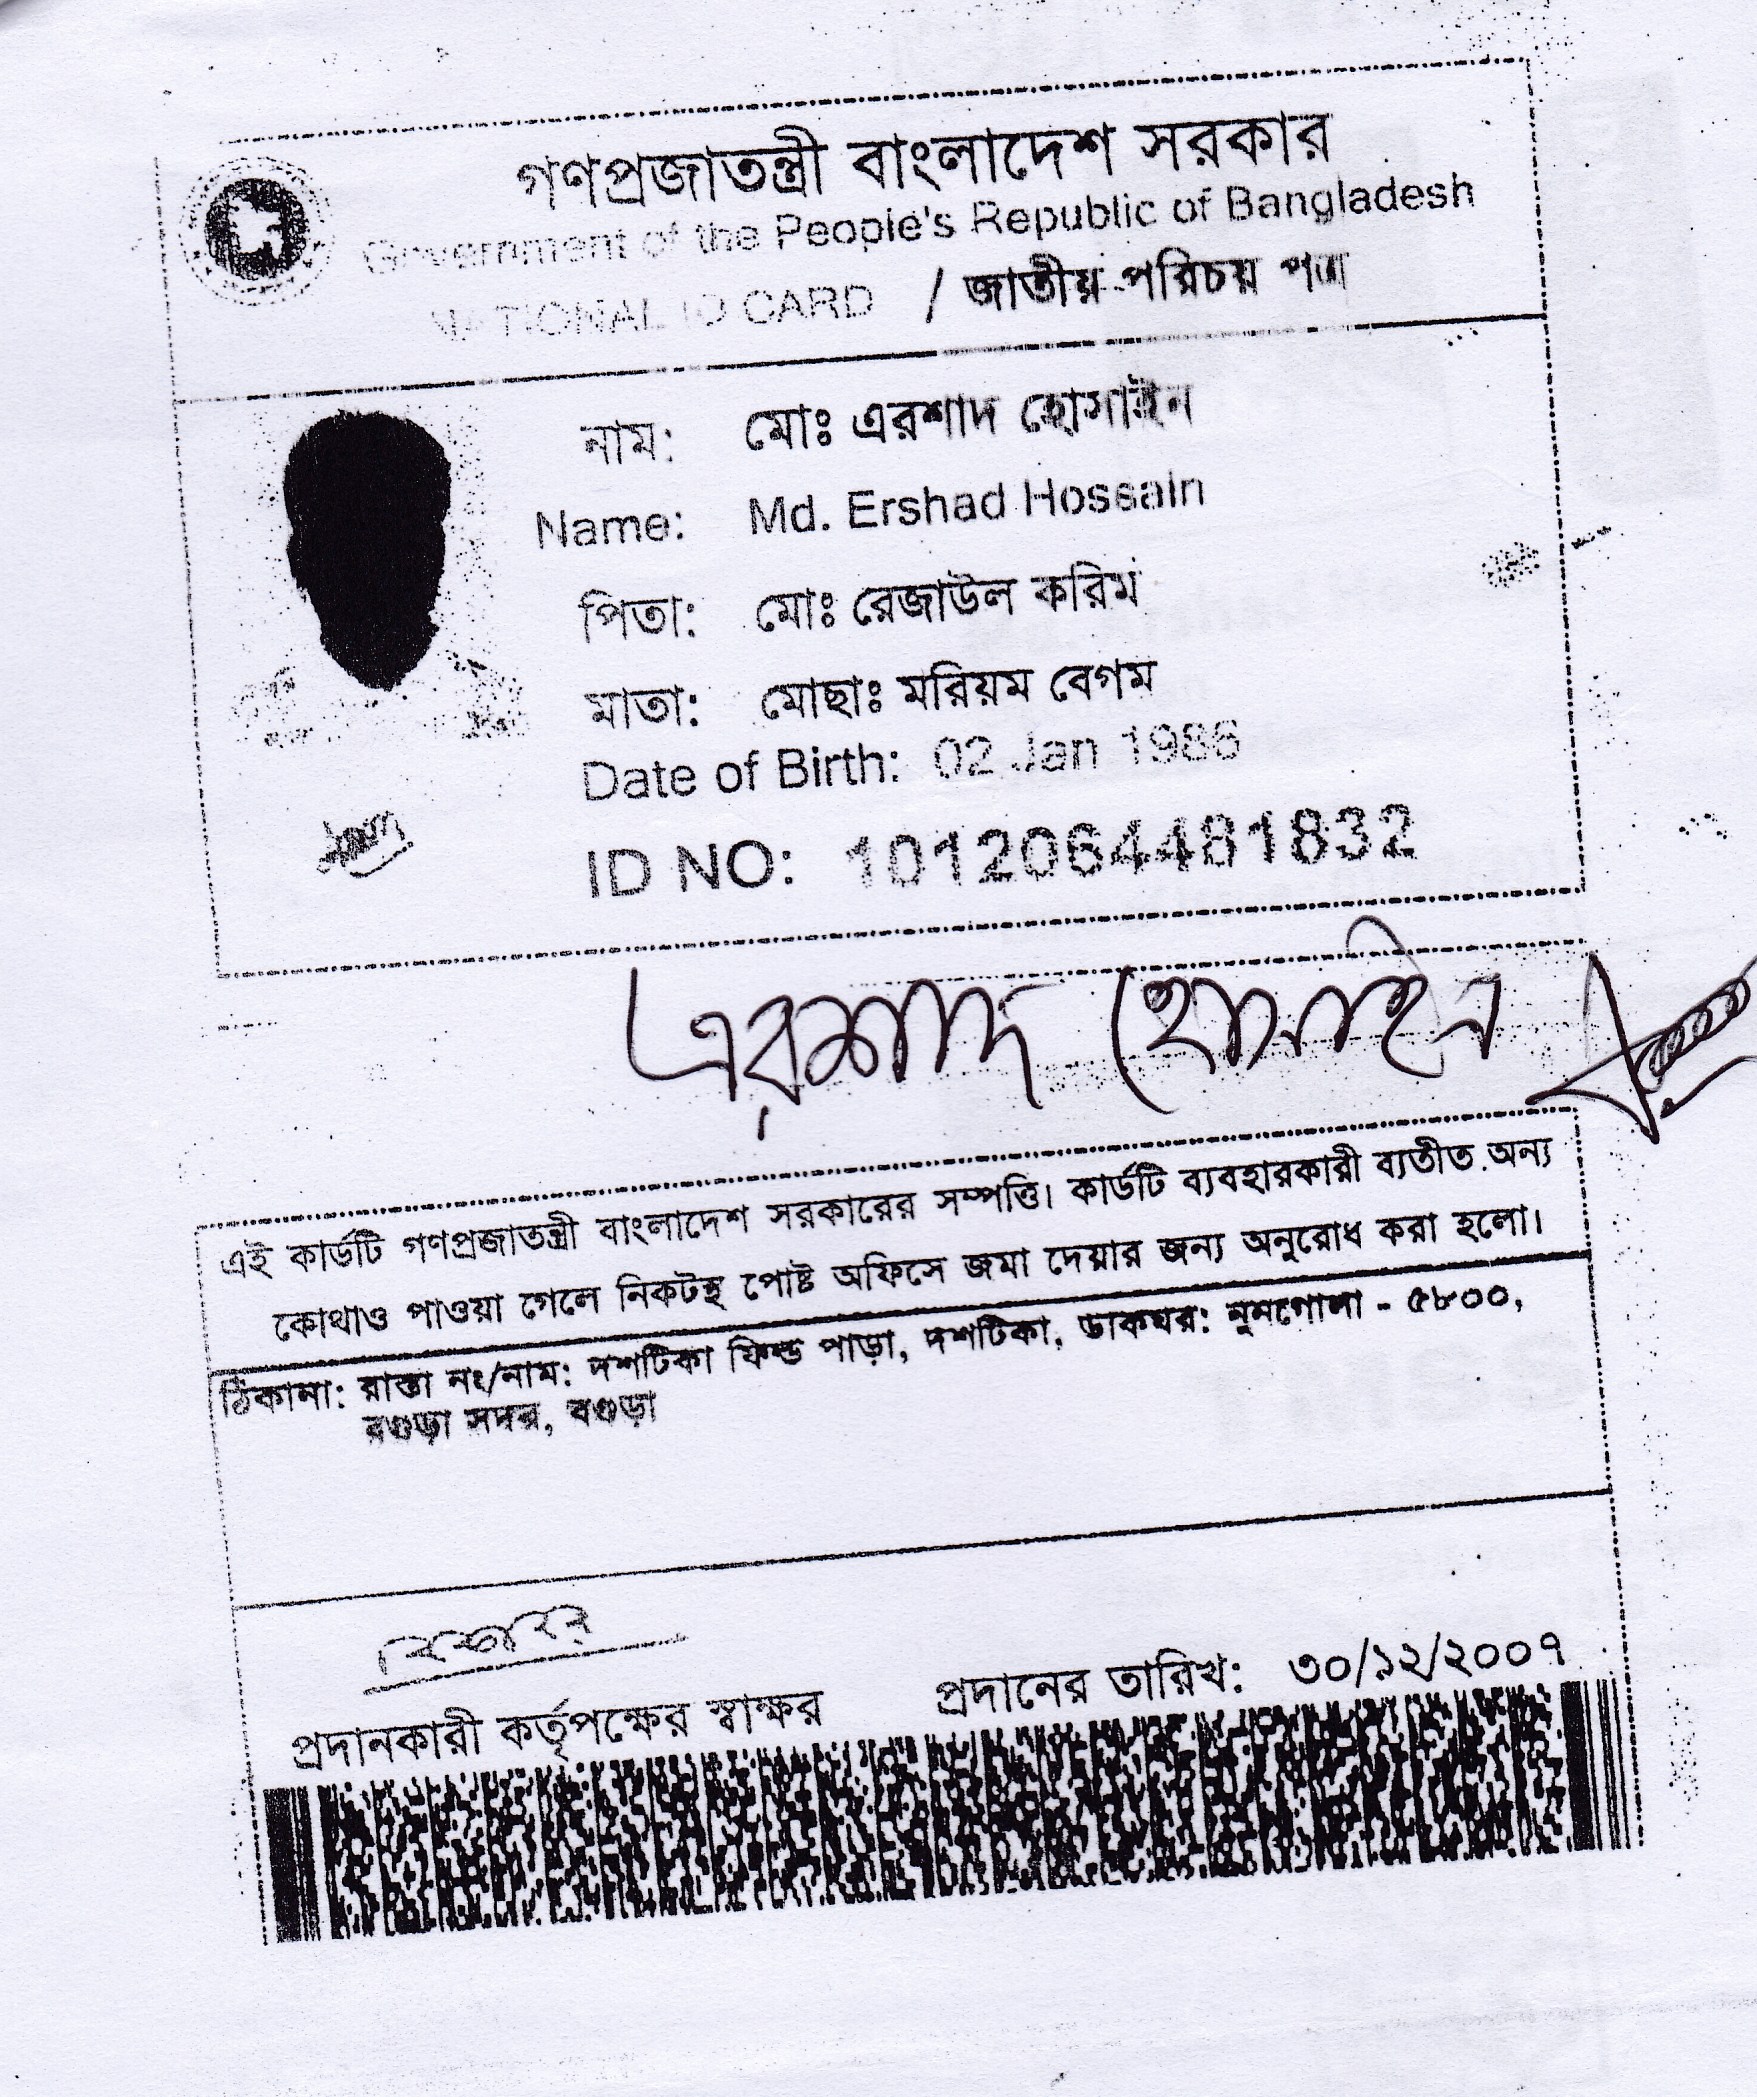 গণপ্রজাতন্ত্রী বাংলাদেশ সরকার
Government of the People's Republic of Bangladesh
NATIONAL ID CARD / জাতীয় পরিচয় পত্র
নাম: মোঃ এরশাদ হোসাইন
Name: Md. Ershad Hossain
পিতা: মোঃ রেজাউল করিম
মাতা: মোছাঃ মরিয়ম বেগম
Date of Birth: 02 Jan 1986
ID NO: 1012064481832
এরশাদ হোসাইন
এই কার্ডটি গণপ্রজাতন্ত্রী বাংলাদেশ সরকারের সম্পত্তি। কার্ডটি ব্যবহারকারী ব্যতীত অন্য
কোথাও পাওয়া গেলে নিকটস্থ পোষ্ট অফিসে জমা দেয়ার জন্য অনুরোধ করা হলো।
ঠিকানা: রাস্তা নং/নাম: দশটিকা ফিল্ড পাড়া, দশটিকা, ডাকঘর: নুনগোলা - ৫৮০০,
বগুড়া সদর, বগুড়া
প্রদানকারী কর্তৃপক্ষের স্বাক্ষর প্রদানের তারিখ: ৩০/১২/২০০৭